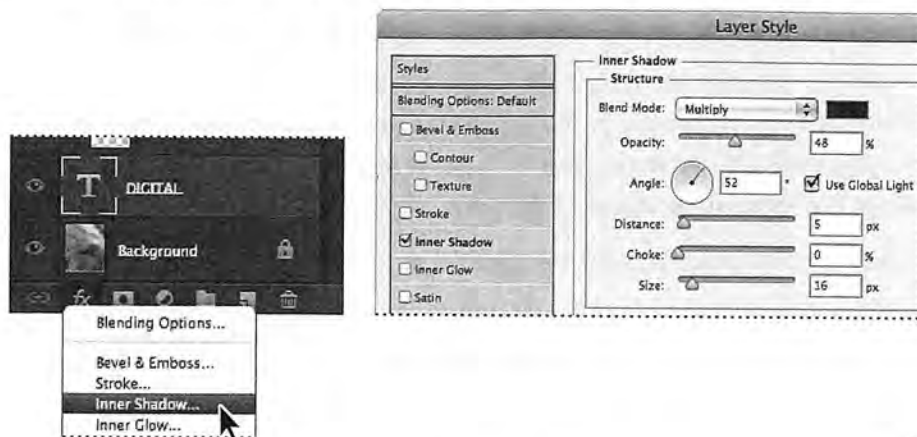 DIGITAL
Background
fx
Blending Options...
Bevel & Emboss...
Stroke...
Inner Shadow...
Inner Glow...
Layer Style
Styles
Blending Options: Default
Bevel & Emboss
Contour
Texture
Stroke
Inner Shadow
Inner Glow
Satin
Inner Shadow
Structure
Blend Mode: Multiply
Opacity: 48 %
Angle: 52 ° Use Global Light
Distance: 5 px
Choke: 0 %
Size: 16 px